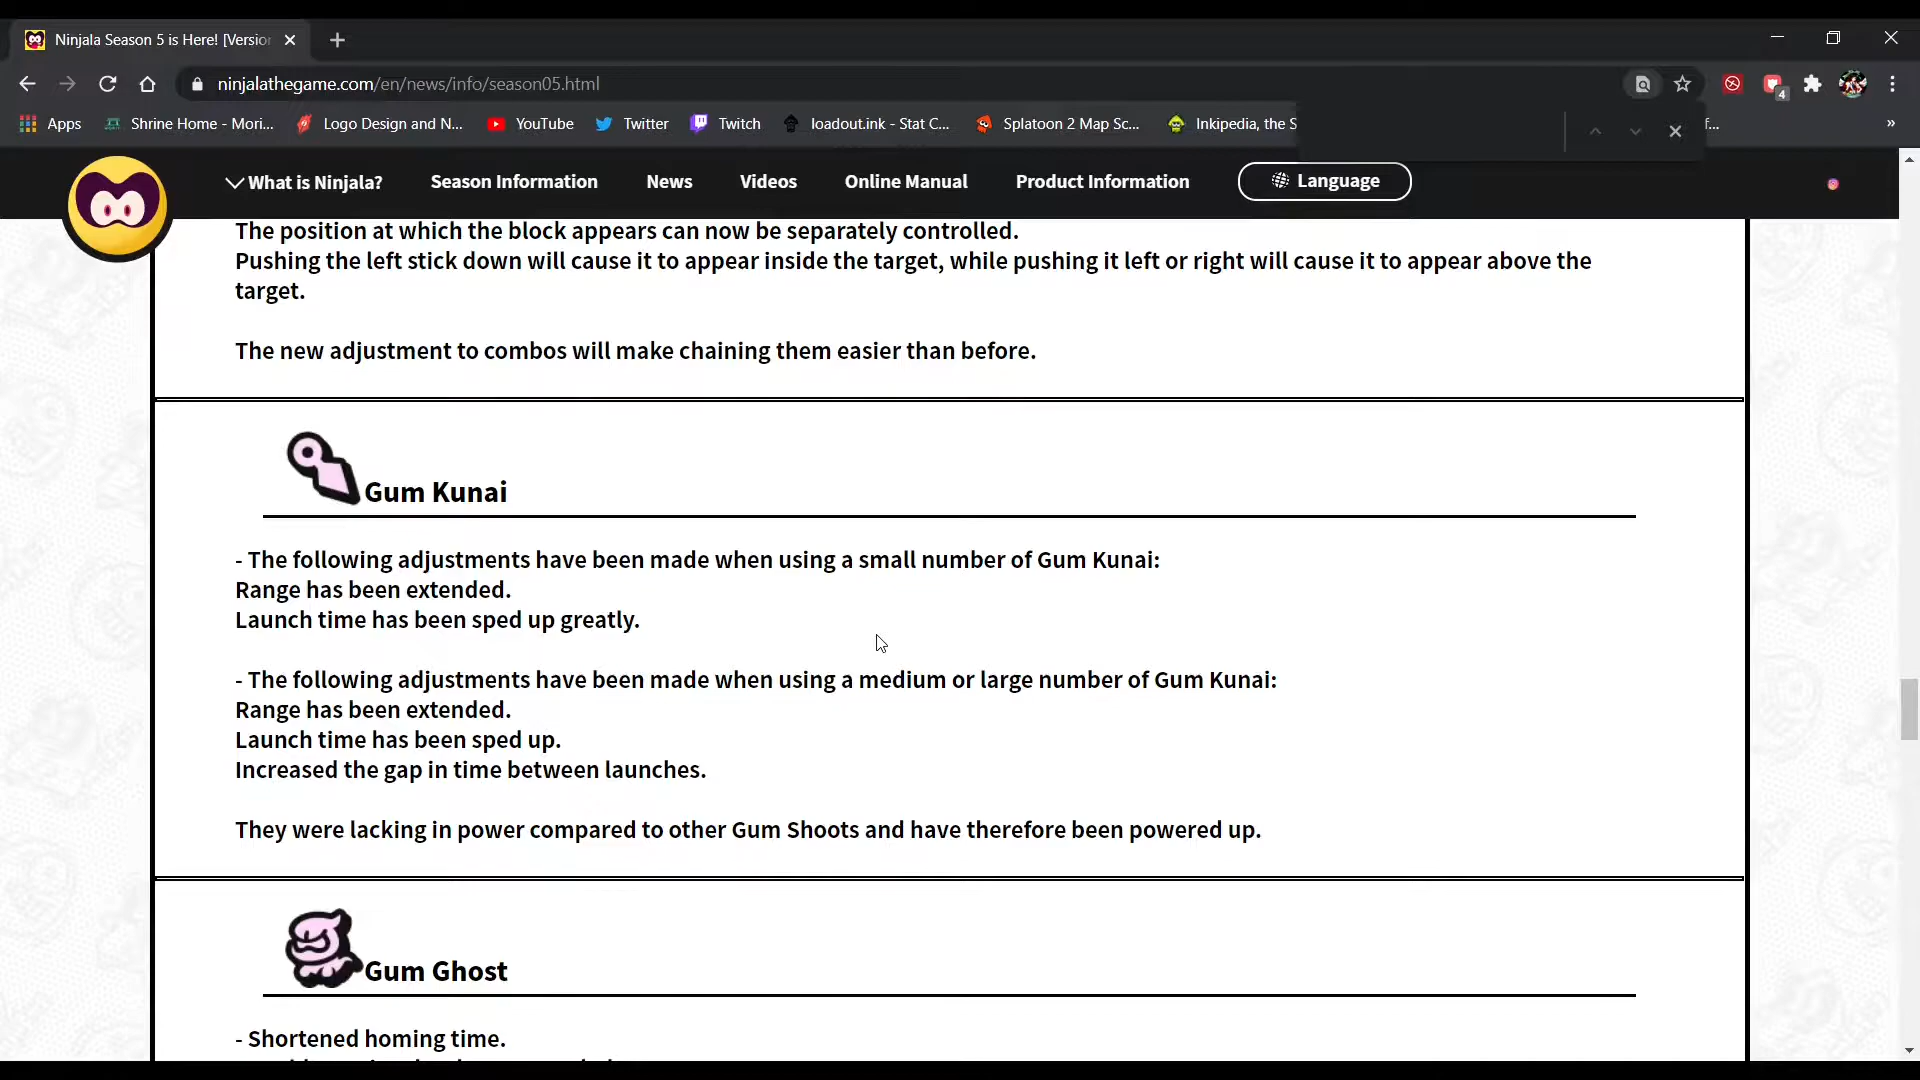 Ninjala Season 5 is Here! [Versio
ninjalathegame.com/en/news/info/season05.html
4
Apps
Shrine Home - Mori...
Logo Design and N...
YouTube
Twitter
Twitch
loadout.ink - Stat C...
Splatoon 2 Map Sc...
Inkipedia, the S
f...
»
What is Ninjala?
Season Information
News
Videos
Online Manual
Product Information
Language
The position at which the block appears can now be separately controlled.
Pushing the left stick down will cause it to appear inside the target, while pushing it left or right will cause it to appear above the
target.
The new adjustment to combos will make chaining them easier than before.
Gum Kunai
- The following adjustments have been made when using a small number of Gum Kunai:
Range has been extended.
Launch time has been sped up greatly.
- The following adjustments have been made when using a medium or large number of Gum Kunai:
Range has been extended.
Launch time has been sped up.
Increased the gap in time between launches.
They were lacking in power compared to other Gum Shoots and have therefore been powered up.
Gum Ghost
- Shortened homing time.